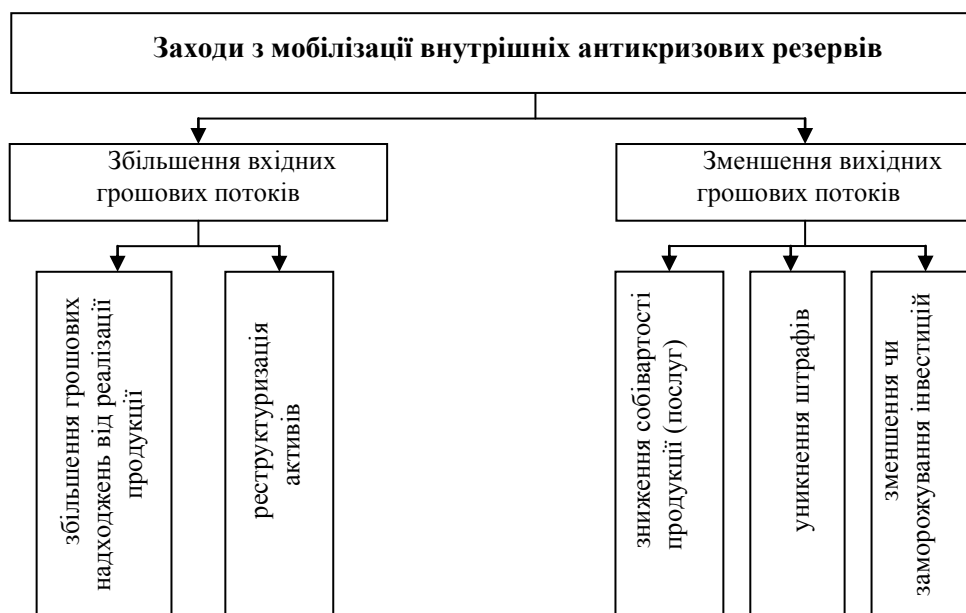 Заходи з мобілізації внутрішніх антикризових резервів
Збільшення вхідних
грошових потоків
Зменшення вихідних
грошових потоків
збільшення грошових
надходжень від реалізації
продукції
реструктуризація
активів
зниження собівартості
продукції (послуг)
уникнення штрафів
зменшення чи
заморожування інвестицій